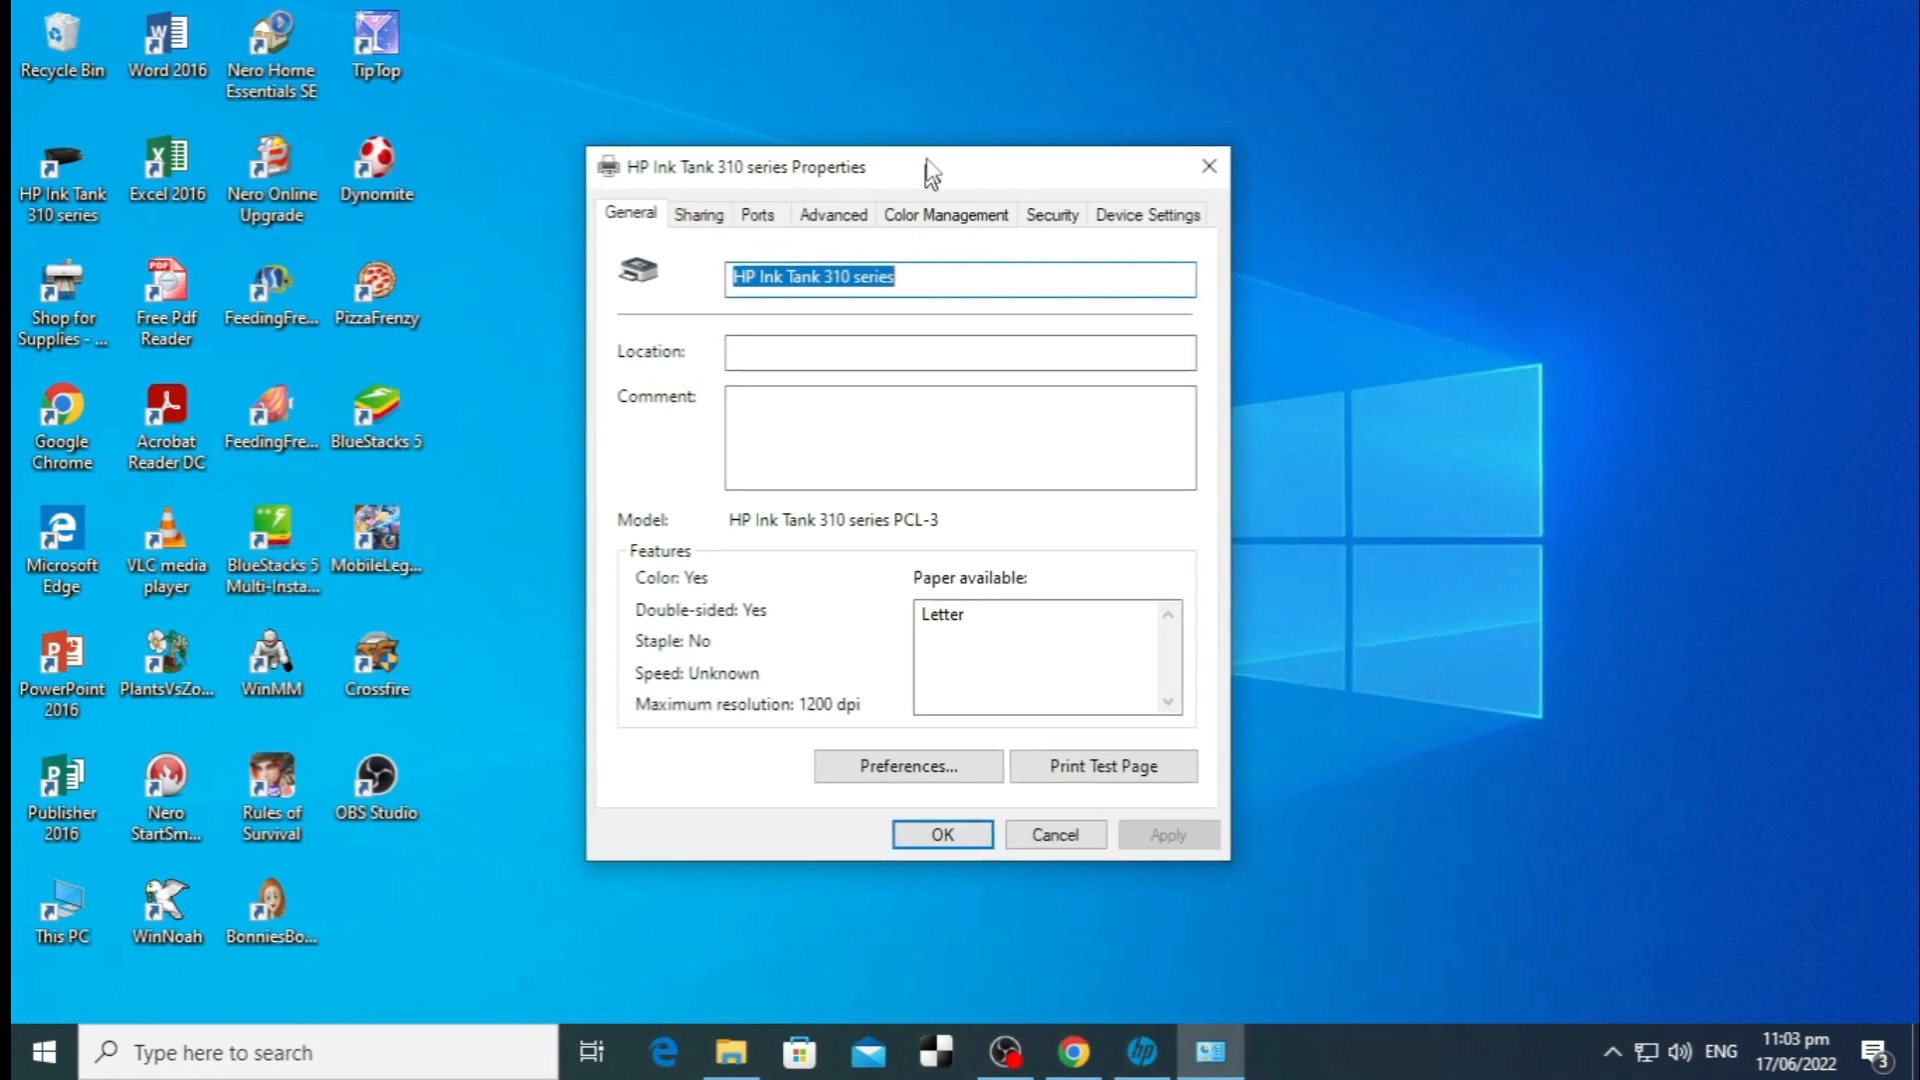 Recycle Bin
Word 2016
Nero Home
Essentials SE
TipTop
HP Ink Tank
310 series
Excel 2016
Nero Online
Upgrade
Dynomite
Shop for
Supplies - ...
Free Pdf
Reader
FeedingFre...
PizzaFrenzy
Google
Chrome
Acrobat
Reader DC
FeedingFre...
BlueStacks 5
Microsoft
Edge
VLC media
player
BlueStacks 5
Multi-Insta...
MobileLeg...
PowerPoint
2016
PlantsVsZo...
WinMM
Crossfire
Publisher
2016
Nero
StartSm...
Rules of
Survival
OBS Studio
This PC
WinNoah
BonniesBo...
HP Ink Tank 310 series Properties
General
Sharing
Ports
Advanced
Color Management
Security
Device Settings
HP Ink Tank 310 series
Location:
Comment:
Model:
HP Ink Tank 310 series PCL-3
Features
Color: Yes
Double-sided: Yes
Staple: No
Speed: Unknown
Maximum resolution: 1200 dpi
Paper available:
Letter
Preferences...
Print Test Page
OK
Cancel
Apply
Type here to search
ENG
11:03 pm
17/06/2022
3